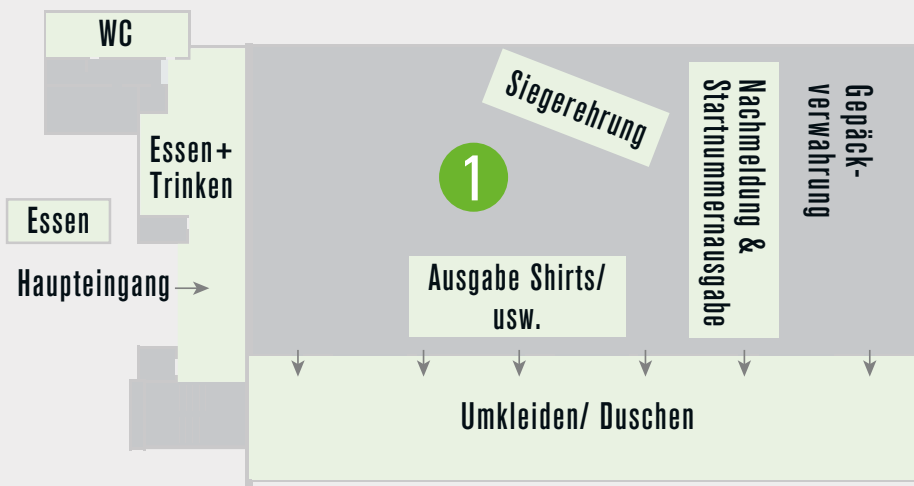 WC
Essen+
Trinken
Essen
Haupteingang
1
Siegerehrung
Ausgabe Shirts/
usw.
Nachmeldung &
Startnummernausgabe
Gepäck-
verwahrung
Umkleiden/ Duschen